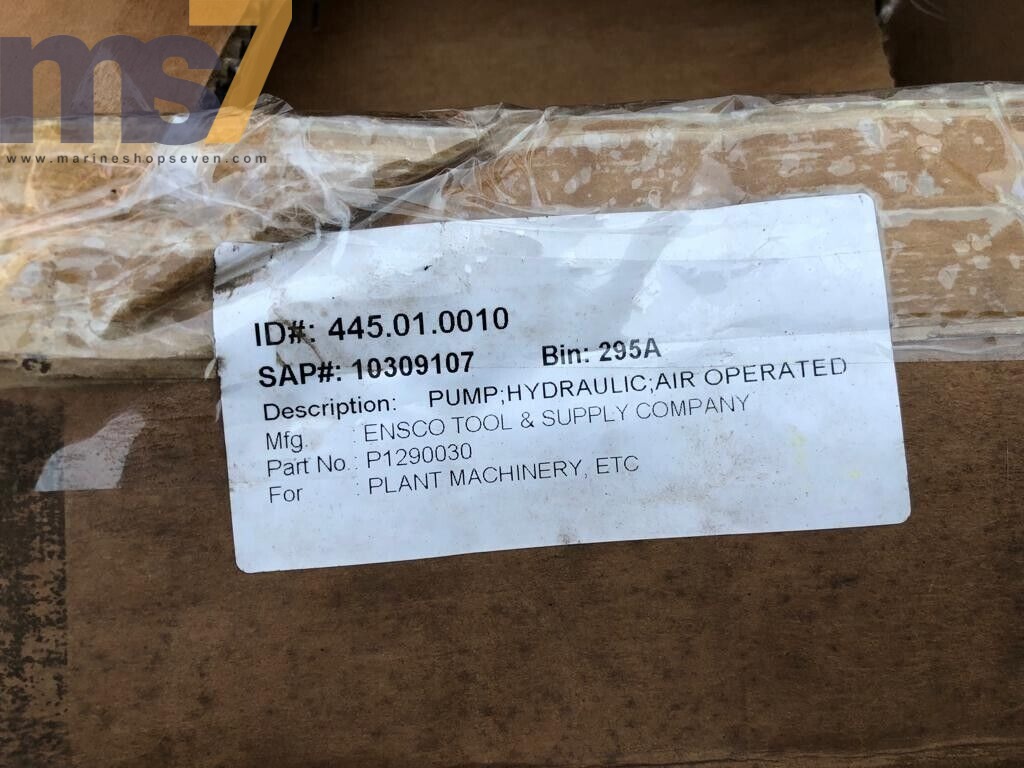 ms7
www.marineshopseven.com
ID#: 445.01.0010
SAP#: 10309107 Bin: 295A
Description: PUMP;HYDRAULIC;AIR OPERATED
Mfg. : ENSCO TOOL & SUPPLY COMPANY
Part No. : P1290030
For : PLANT MACHINERY, ETC